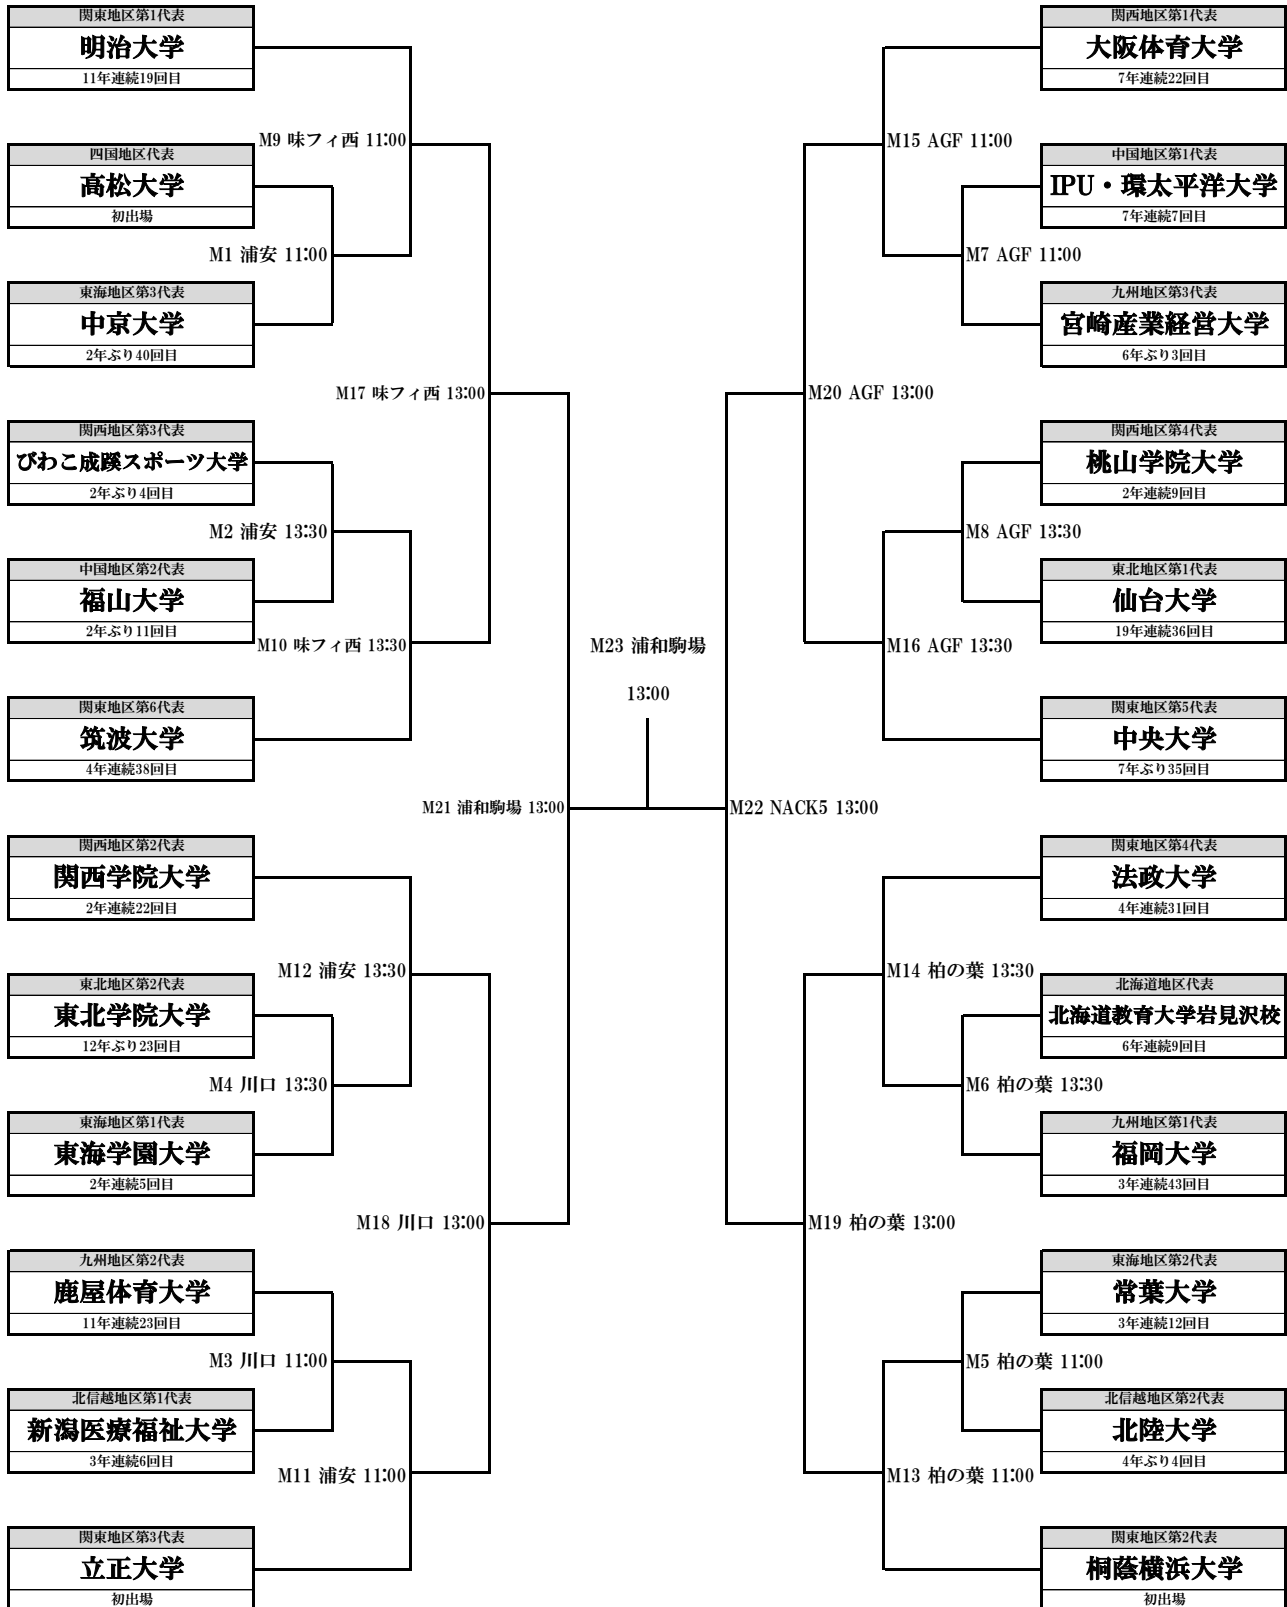 関東地区第1代表
明治大学
11年連続19回目
M9 味フィ西 11:00
四国地区代表
高松大学
初出場
M1 浦安 11:00
東海地区第3代表
中京大学
2年ぶり40回目
M17 味フィ西 13:00
関西地区第3代表
びわこ成蹊スポーツ大学
2年ぶり4回目
M2 浦安 13:30
中国地区第2代表
福山大学
2年ぶり11回目
M10 味フィ西 13:30
関東地区第6代表
筑波大学
4年連続38回目
M21 浦和駒場 13:00
関西地区第2代表
関西学院大学
2年連続22回目
M12 浦安 13:30
東北地区第2代表
東北学院大学
12年ぶり23回目
M4 川口 13:30
東海地区第1代表
東海学園大学
2年連続5回目
M18 川口 13:00
九州地区第2代表
鹿屋体育大学
11年連続23回目
M3 川口 11:00
北信越地区第1代表
新潟医療福祉大学
3年連続6回目
M11 浦安 11:00
関東地区第3代表
立正大学
初出場
M23 浦和駒場
13:00
関西地区第1代表
大阪体育大学
7年連続22回目
M15 AGF 11:00
中国地区第1代表
IPU・環太平洋大学
7年連続7回目
M7 AGF 11:00
九州地区第3代表
宮崎産業経営大学
6年ぶり3回目
M20 AGF 13:00
関西地区第4代表
桃山学院大学
2年連続9回目
M8 AGF 13:30
東北地区第1代表
仙台大学
19年連続36回目
M16 AGF 13:30
関東地区第5代表
中央大学
7年ぶり35回目
M22 NACK5 13:00
関東地区第4代表
法政大学
4年連続31回目
M14 柏の葉 13:30
北海道地区代表
北海道教育大学岩見沢校
6年連続9回目
M6 柏の葉 13:30
九州地区第1代表
福岡大学
3年連続43回目
M19 柏の葉 13:00
東海地区第2代表
常葉大学
3年連続12回目
M5 柏の葉 11:00
北信越地区第2代表
北陸大学
4年ぶり4回目
M13 柏の葉 11:00
関東地区第2代表
桐蔭横浜大学
初出場